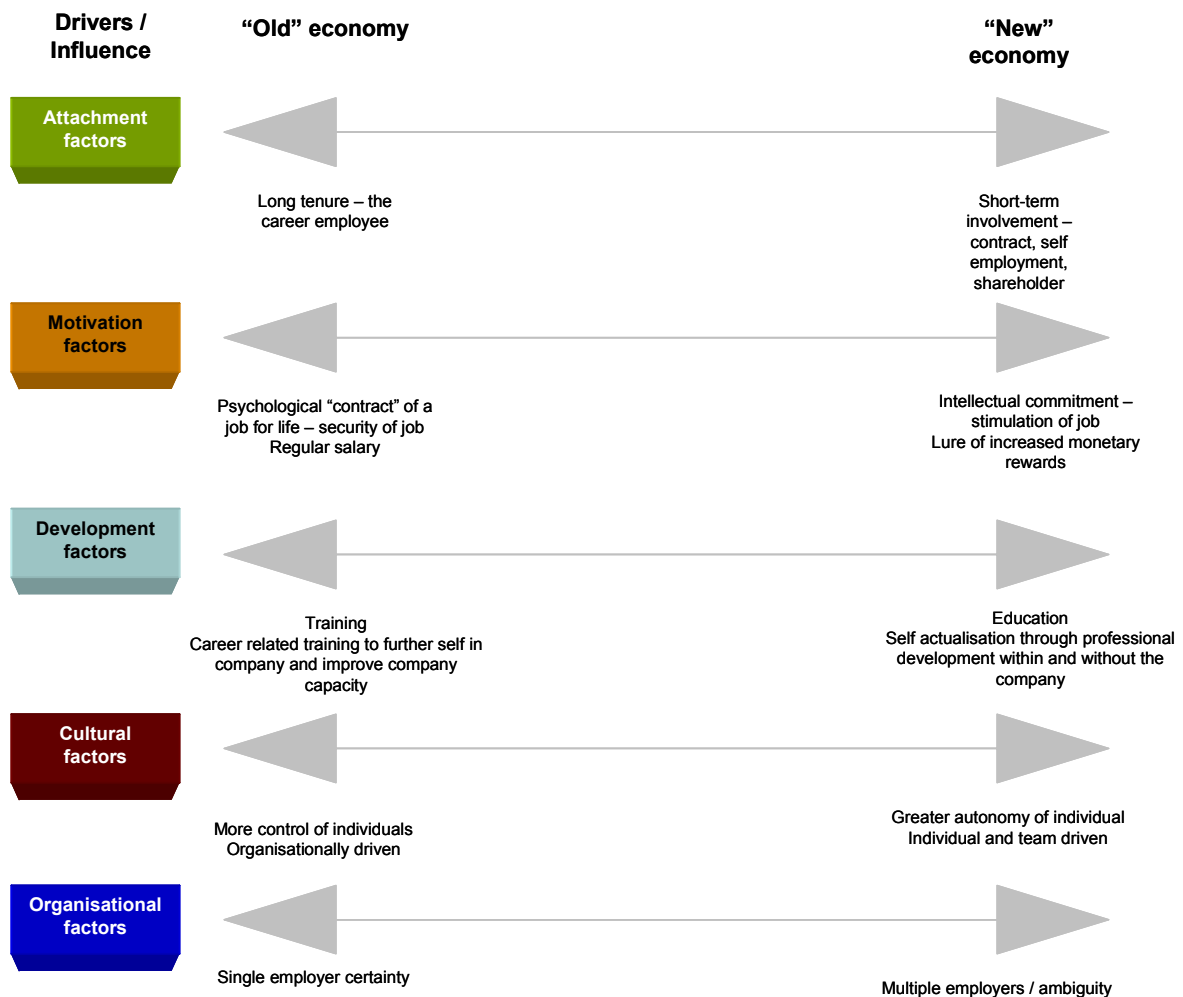 Drivers /
Influence
“Old” economy
“New”
economy
Attachment
factors
Long tenure – the
career employee
Short-term
involvement –
contract, self
employment,
shareholder
Motivation
factors
Psychological “contract” of a
job for life – security of job
Regular salary
Intellectual commitment –
stimulation of job
Lure of increased monetary
rewards
Development
factors
Training
Career related training to further self in
company and improve company
capacity
Education
Self actualisation through professional
development within and without the
company
Cultural
factors
More control of individuals
Organisationally driven
Greater autonomy of individual
Individual and team driven
Organisational
factors
Single employer certainty
Multiple employers / ambiguity